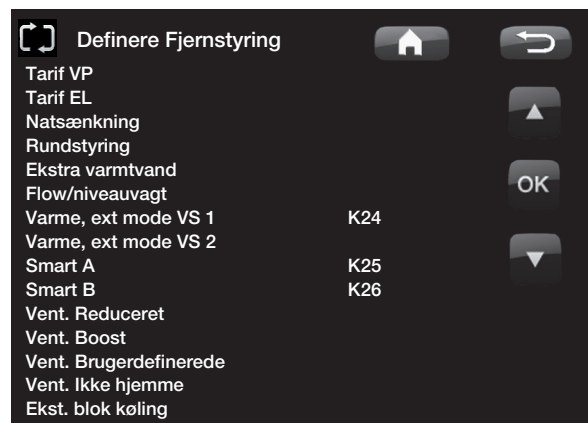 Definere Fjernstyring
Tarif VP
Tarif EL
Natsænkning
Rundstyring
Ekstra varmtvand
Flow/niveauvagt
OK
Varme, ext mode VS 1 K24
Varme, ext mode VS 2
Smart A K25
Smart B K26
Vent. Reduceret
Vent. Boost
Vent. Brugerdefinerede
Vent. Ikke hjemme
Ekst. blok køling